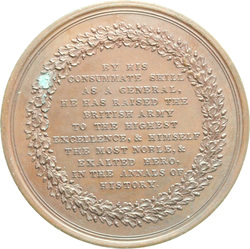 BY HIS
CONSUMMATE SKILL
AS A GENERAL,
HE HAS RAISED THE
BRITISH ARMY
TO THE HIGHEST
EXCELLENCE, & HIMSELF
THE MOST NOBLE, &
EXALTED HERO,
IN THE ANNALS OF
HISTORY.